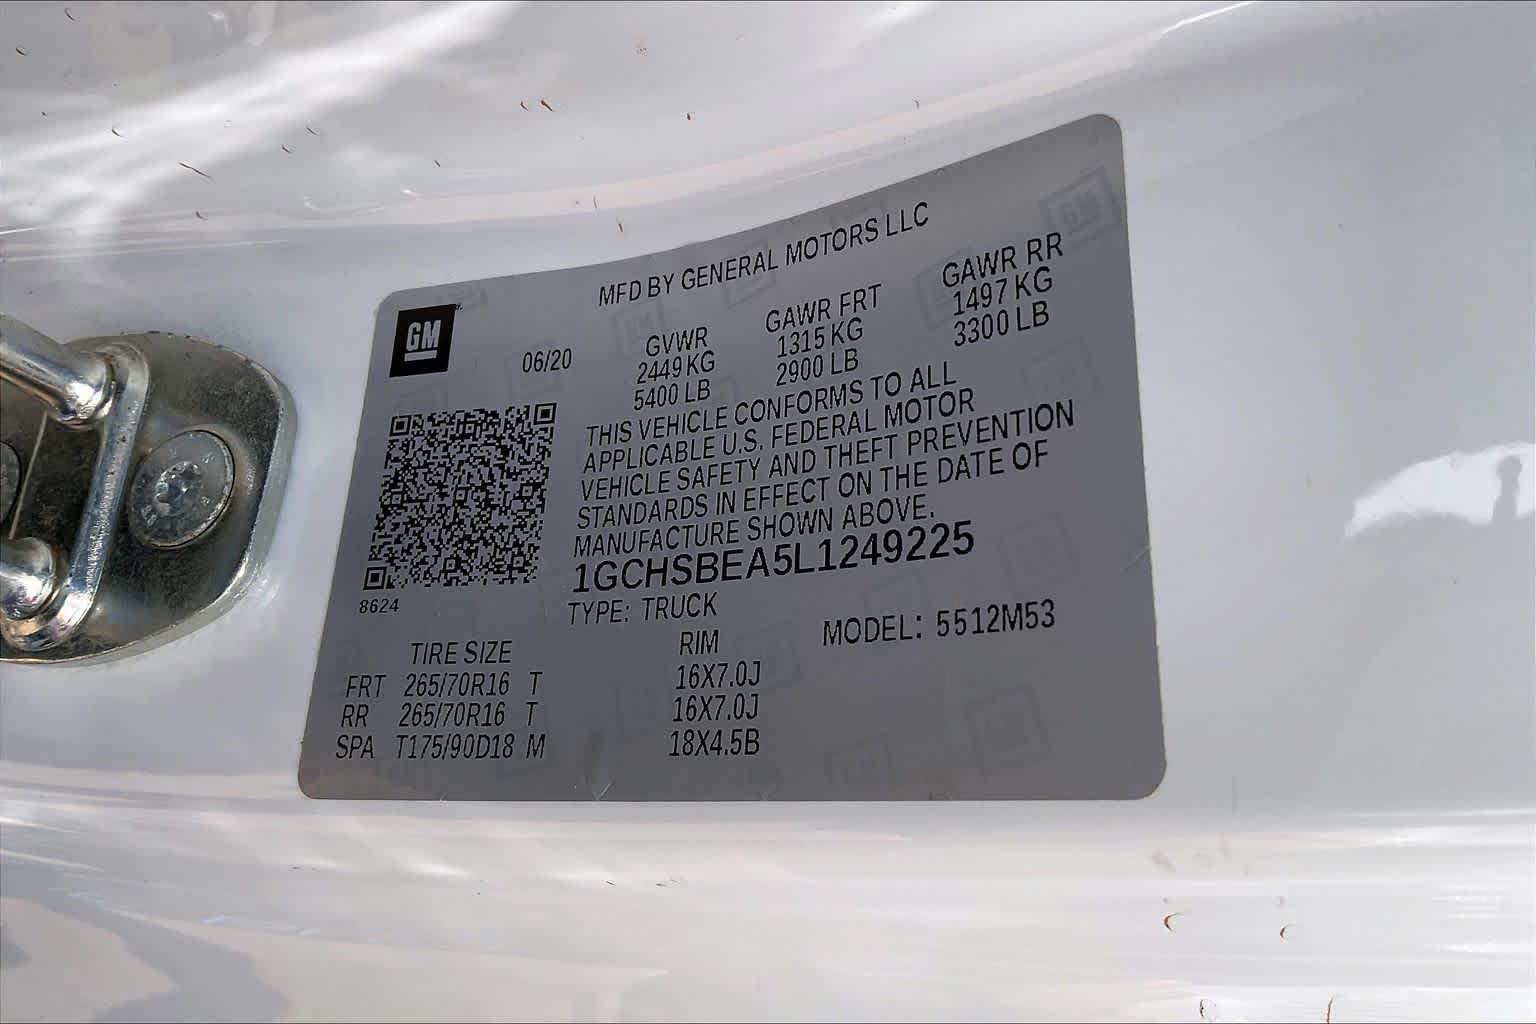 MFD BY GENERAL MOTORS LLC
GM
06/20
GVWR GAWR FRT GAWR RR
2449 KG 1315 KG 1497 KG
5400 LB 2900 LB 3300 LB
THIS VEHICLE CONFORMS TO ALL
APPLICABLE U.S. FEDERAL MOTOR
VEHICLE SAFETY AND THEFT PREVENTION
STANDARDS IN EFFECT ON THE DATE OF
MANUFACTURE SHOWN ABOVE.
1GCHSBEA5L1249225
8624
TYPE: TRUCK MODEL: 5512M53
TIRE SIZE RIM
FRT 265/70R16 T 16X7.0J
RR 265/70R16 T 16X7.0J
SPA T175/90D18 M 18X4.5B